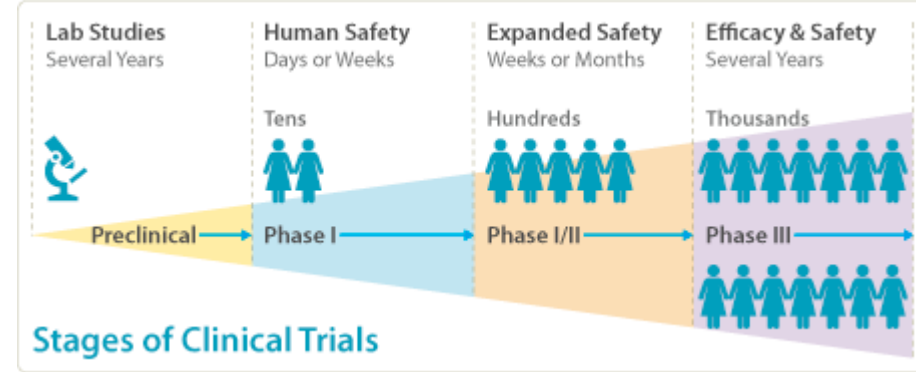 Lab Studies
Several Years
Human Safety
Days or Weeks
Expanded Safety
Weeks or Months
Efficacy & Safety
Several Years
Tens
Hundreds
Thousands
Preclinical
Phase I
Phase I/II
Phase III
Stages of Clinical Trials